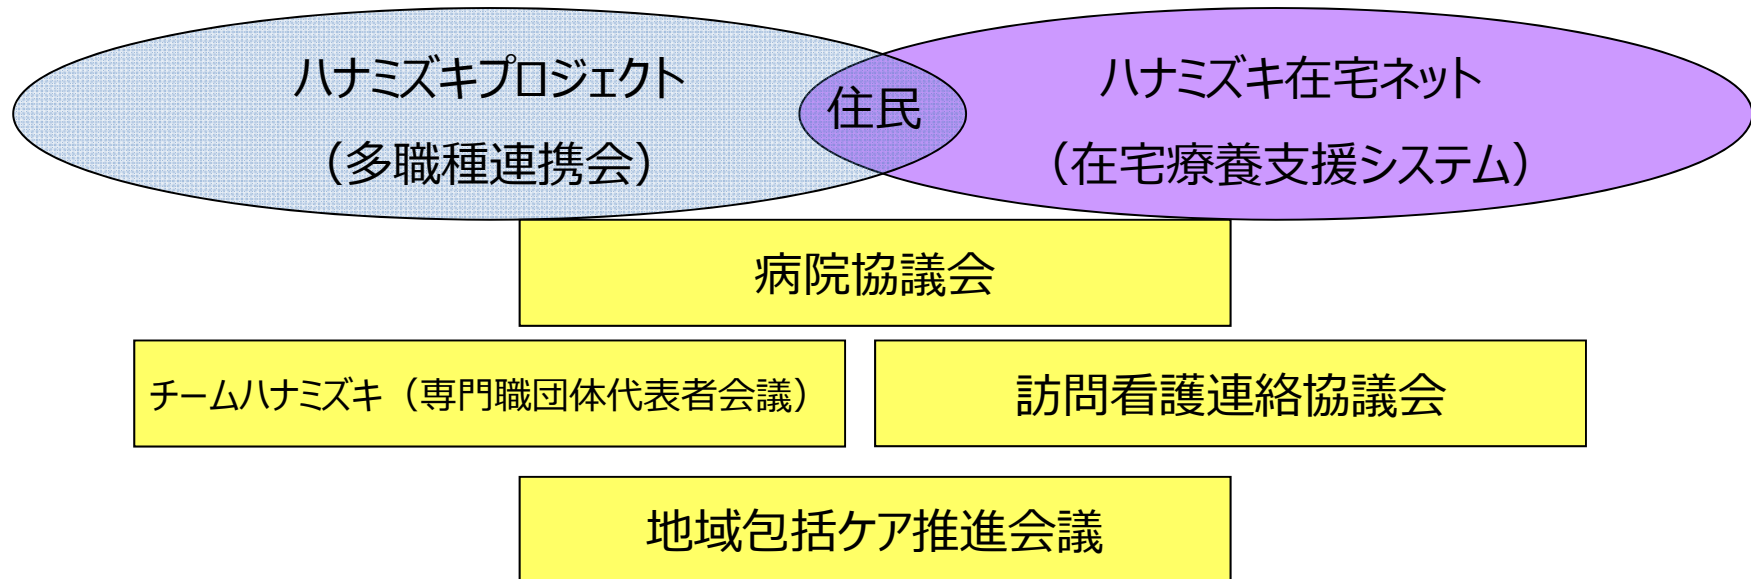 ハナミズキプロジェクト
（多職種連携会）
住民
ハナミズキ在宅ネット
（在宅療養支援システム）
病院協議会
チームハナミズキ（専門職団体代表者会議）
訪問看護連絡協議会
地域包括ケア推進会議